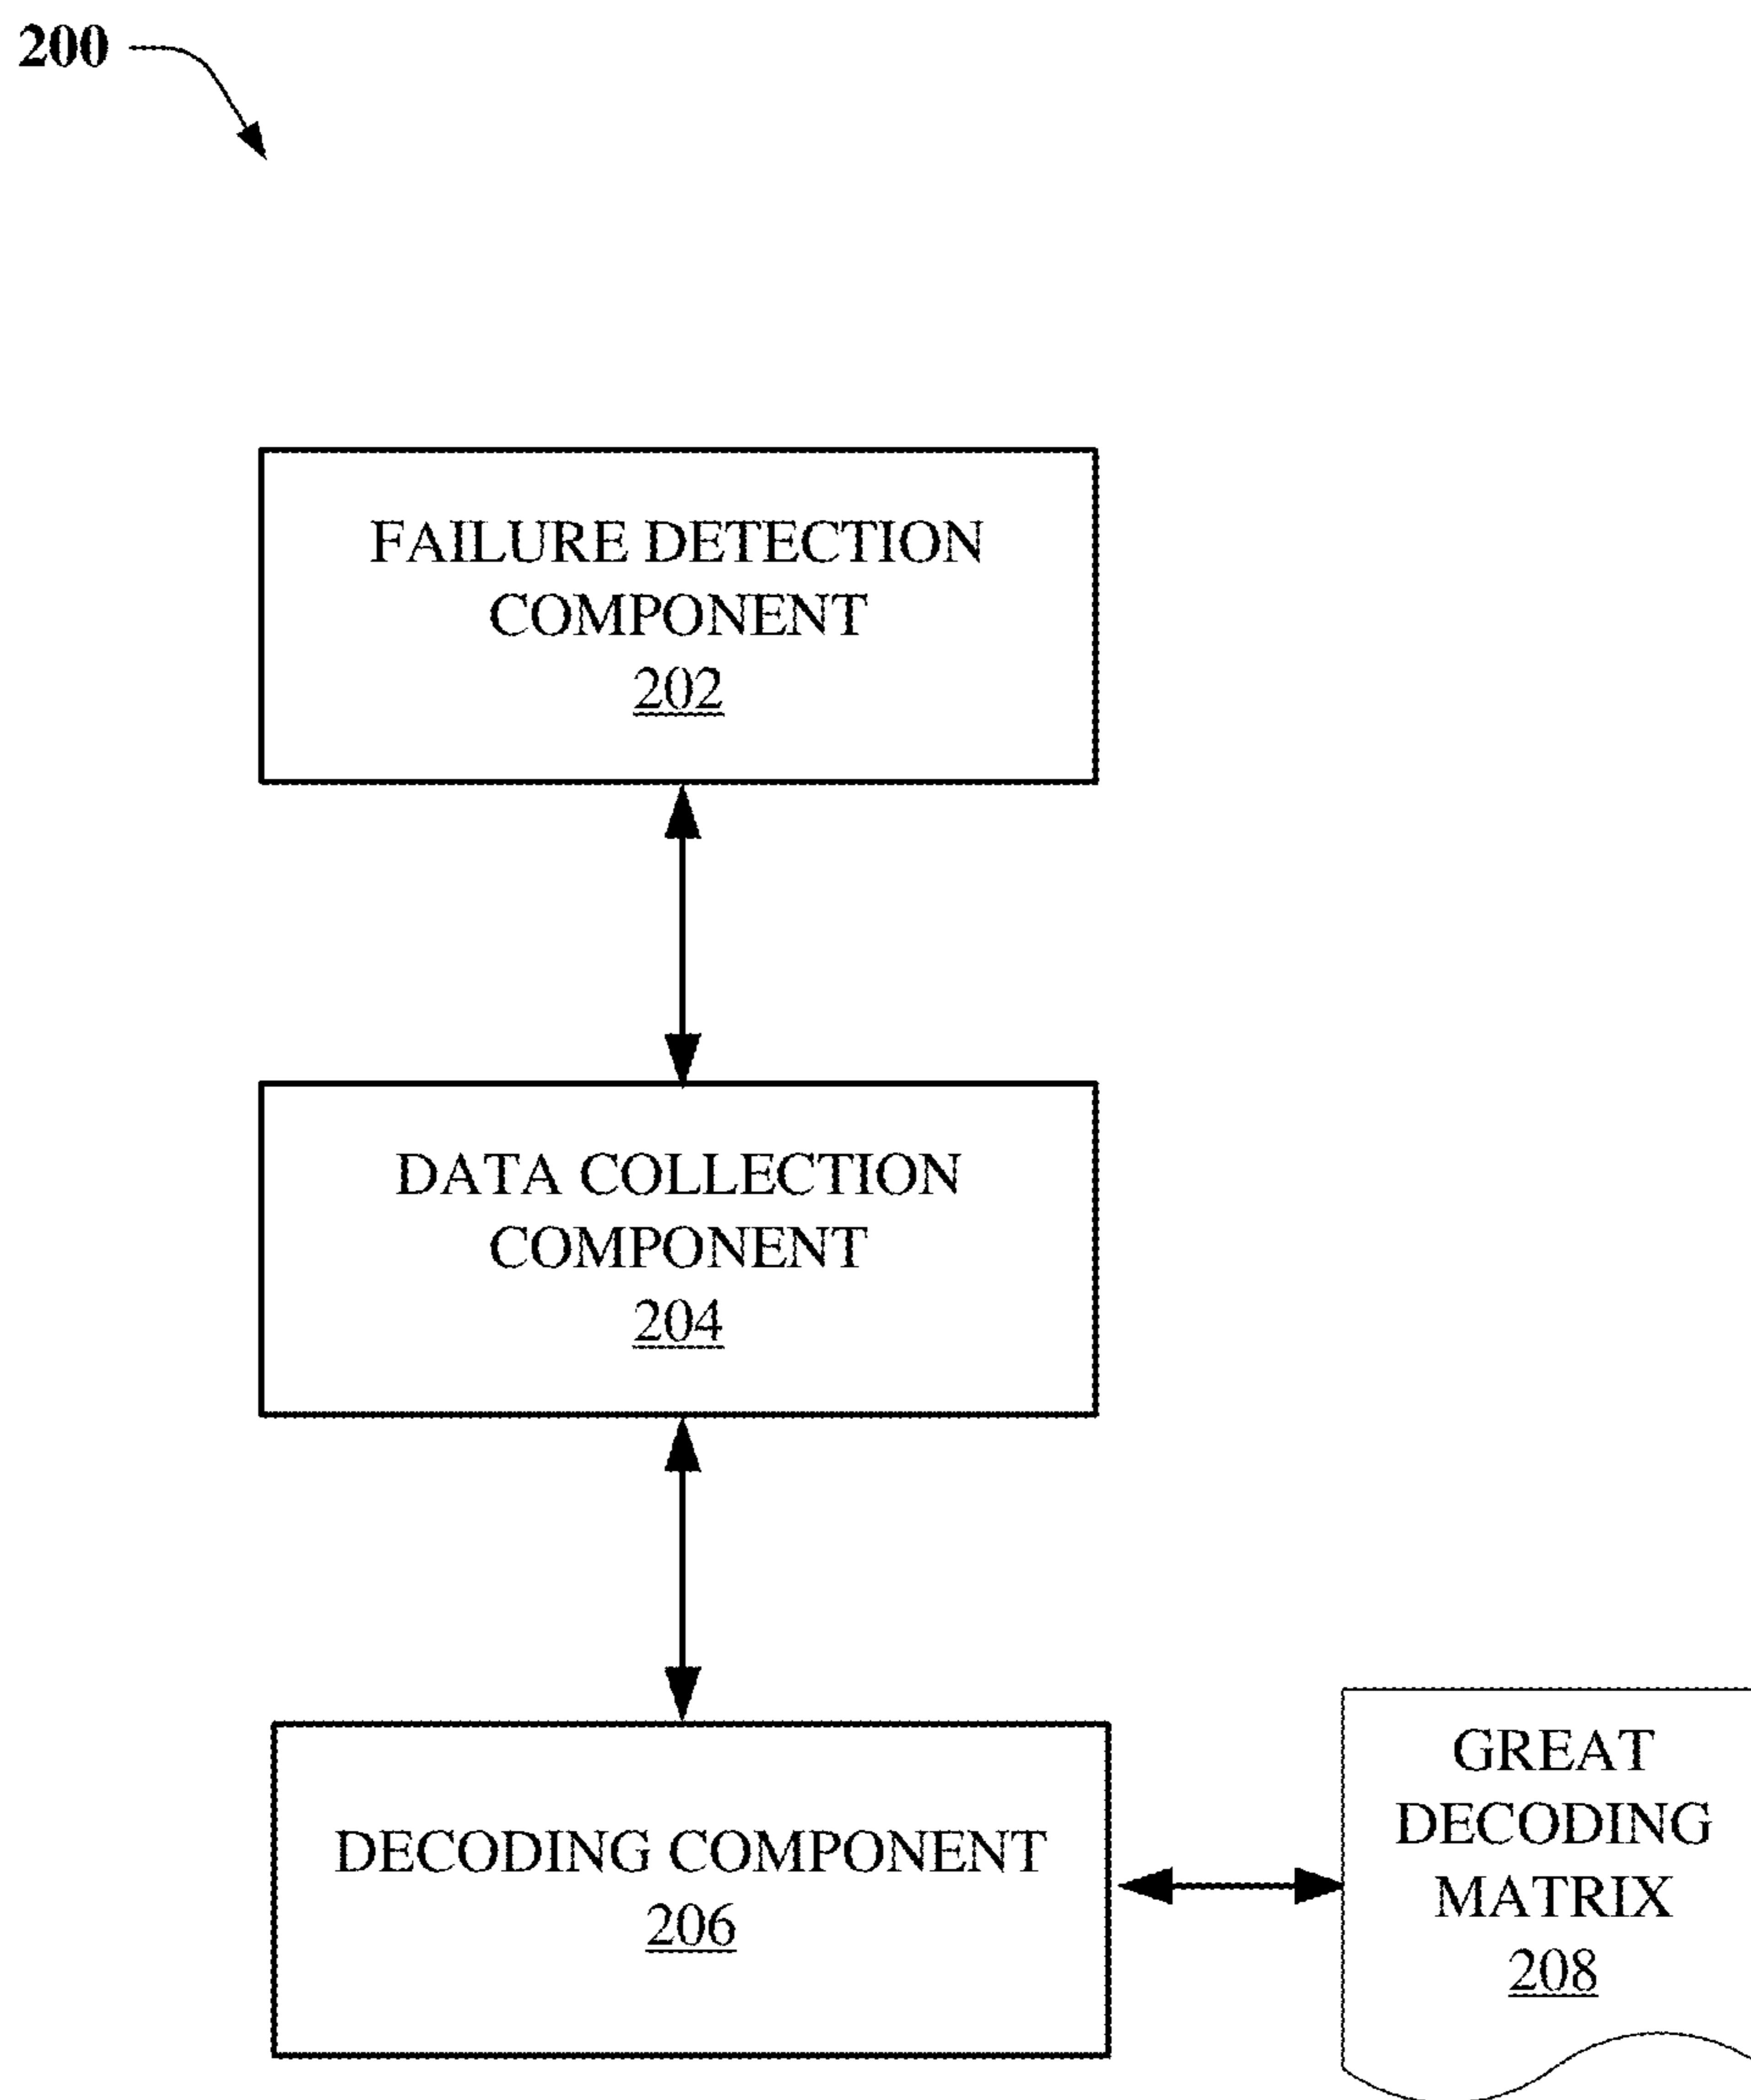 200
FAILURE DETECTION
COMPONENT
202
DATA COLLECTION
COMPONENT
204
DECODING COMPONENT
206
GREAT
DECODING
MATRIX
208